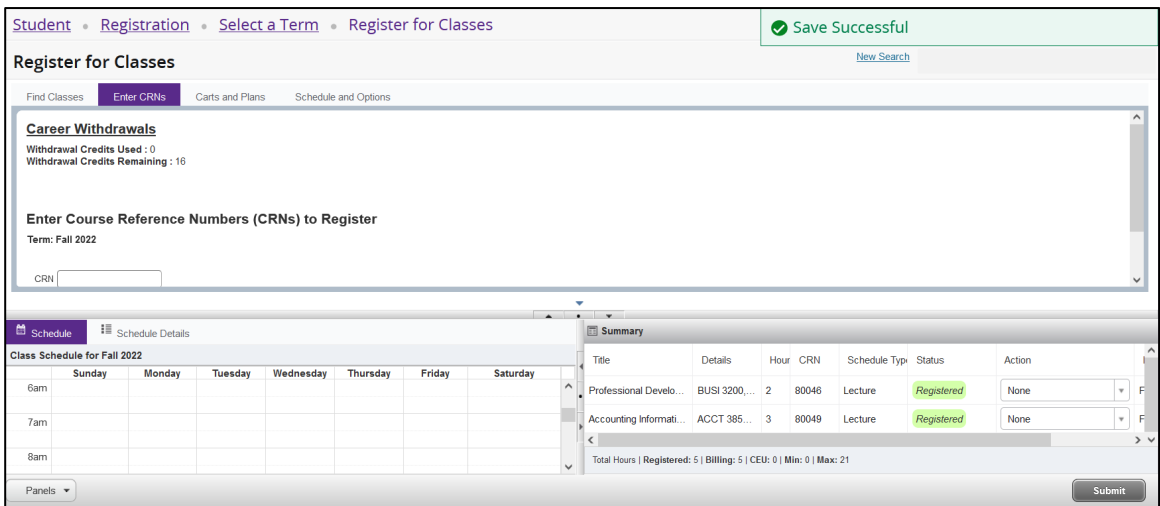 Student • Registration • Select a Term • Register for Classes
Save Successful
Register for Classes
New Search
Find Classes Enter CRNs Carts and Plans Schedule and Options
Career Withdrawals
Withdrawal Credits Used : 0
Withdrawal Credits Remaining : 16
Enter Course Reference Numbers (CRNs) to Register
Term: Fall 2022
CRN
Schedule Schedule Details
Class Schedule for Fall 2022
Sunday Monday Tuesday Wednesday Thursday Friday Saturday
6am
7am
8am
Summary
Title Details Hour CRN Schedule Type Status Action
Professional Develo... BUSI 3200,... 2 80046 Lecture Registered None F
Accounting Informati... ACCT 385... 3 80049 Lecture Registered None F
Total Hours | Registered: 5 | Billing: 5 | CEU: 0 | Min: 0 | Max: 21
Panels Submit